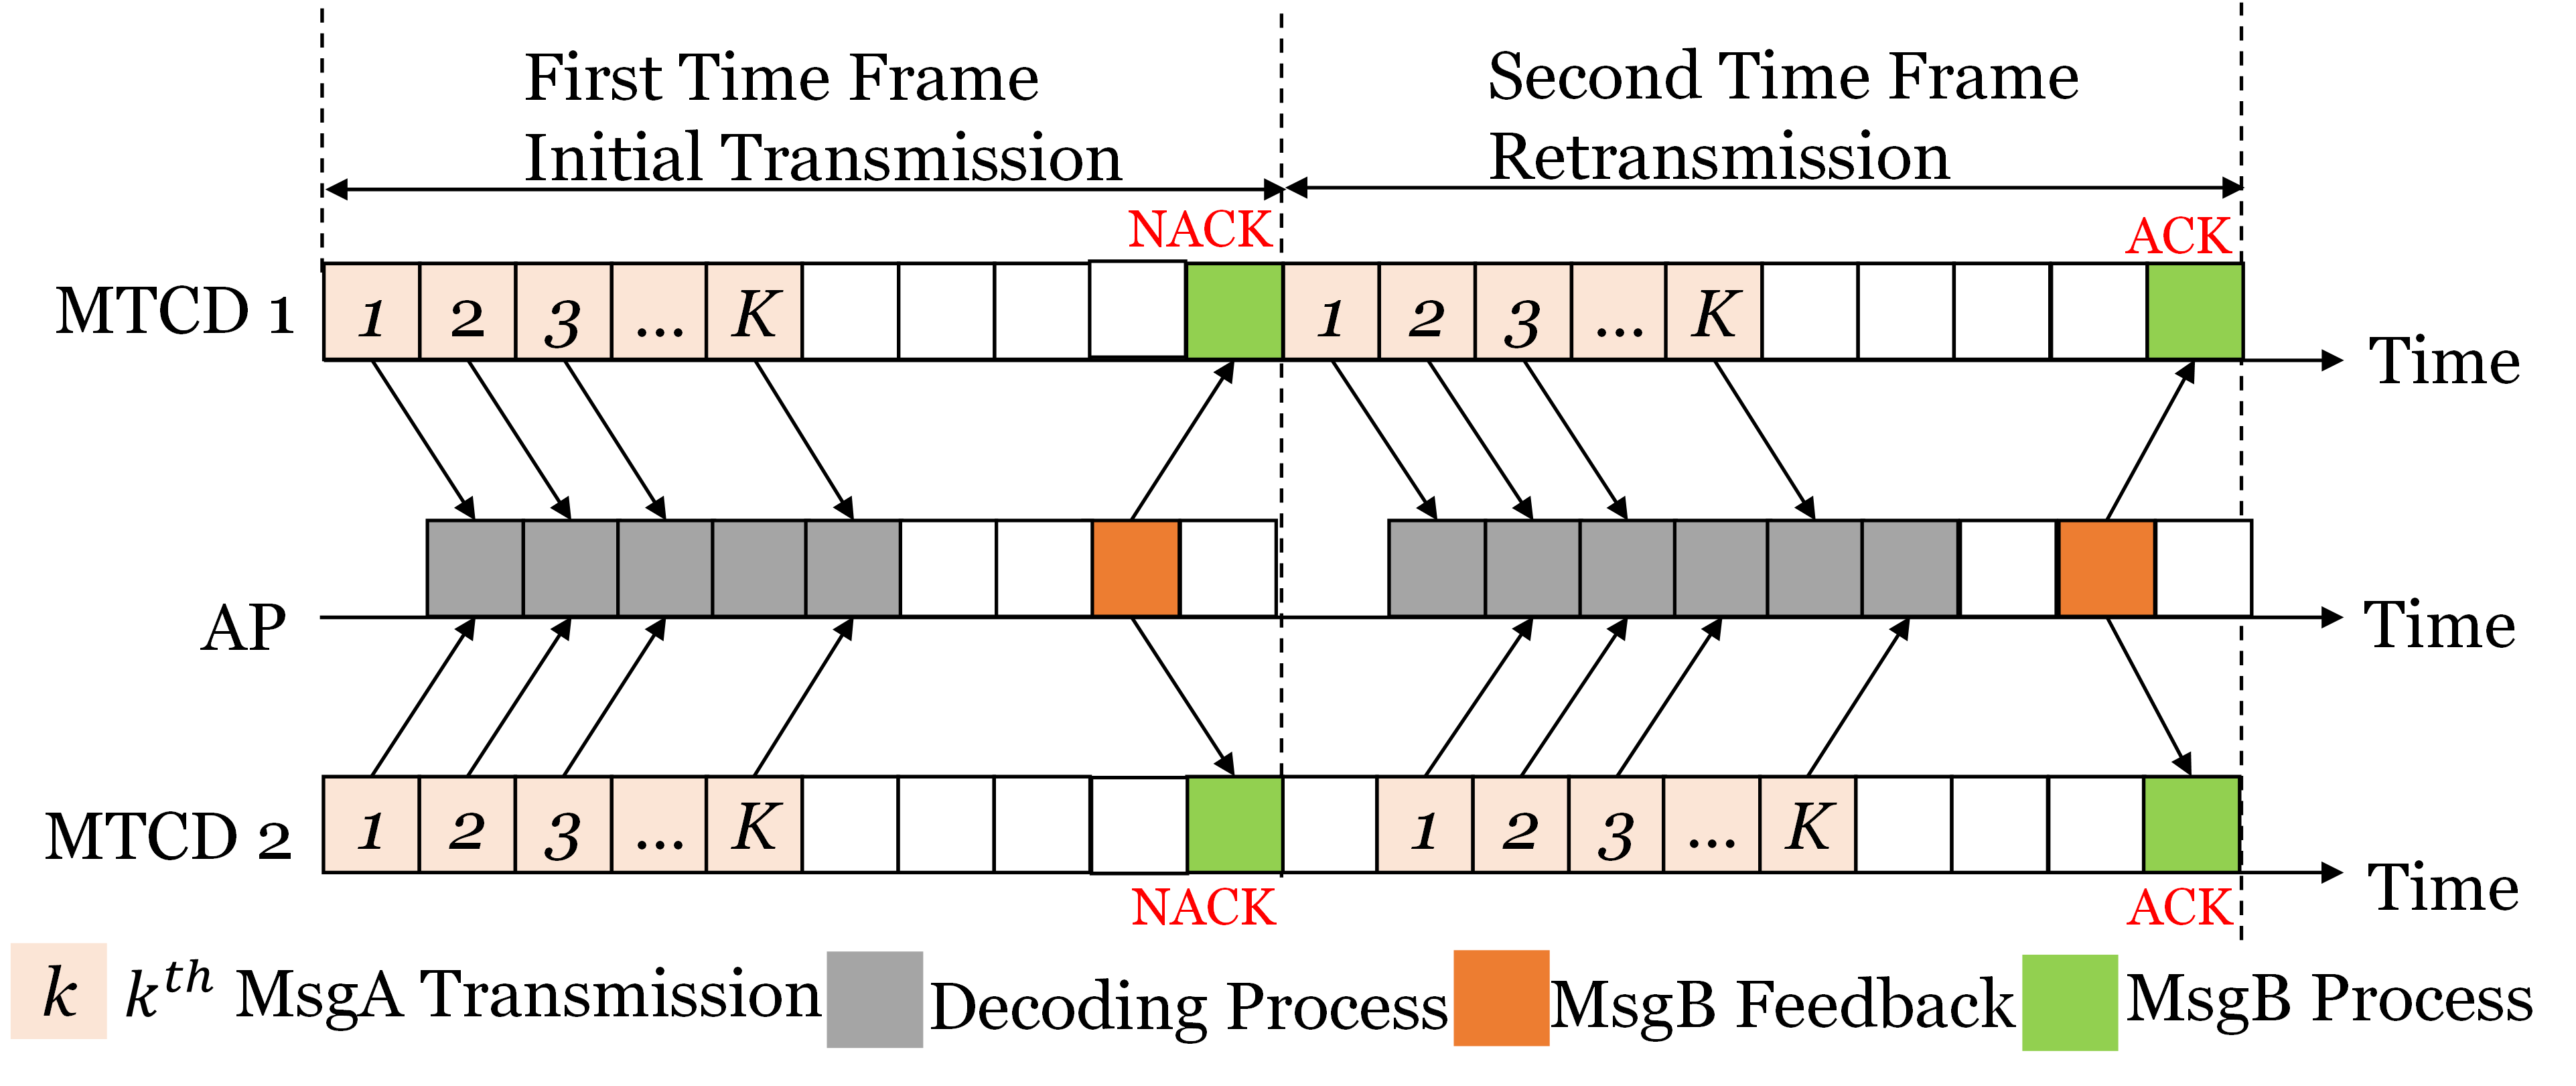 First Time Frame
Initial Transmission
Second Time Frame
Retransmission
NACK
ACK
MTCD 1
1 2 3 ... K
1 2 3 ... K
Time
AP
Time
MTCD 2
1 2 3 ... K
1 2 3 ... K
Time
NACK
ACK
k
k^th MsgA Transmission
Decoding Process
MsgB Feedback
MsgB Process